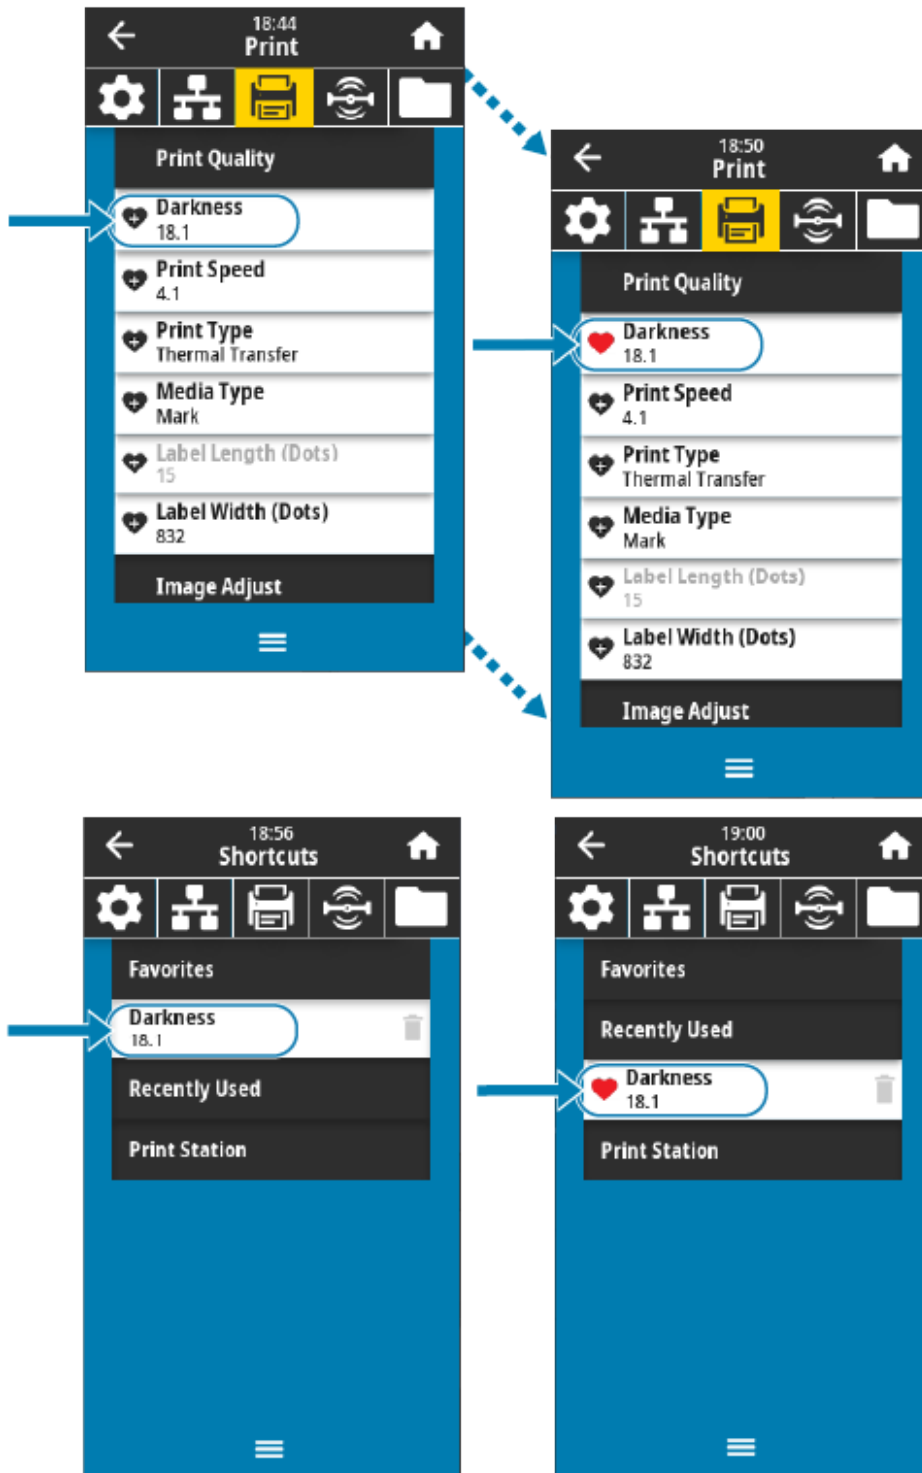 18:44
Print
Print Quality
Darkness
18.1
Print Speed
4.1
Print Type
Thermal Transfer
Media Type
Mark
Label Length (Dots)
15
Label Width (Dots)
832
Image Adjust
18:50
Print
Print Quality
Darkness
18.1
Print Speed
4.1
Print Type
Thermal Transfer
Media Type
Mark
Label Length (Dots)
15
Label Width (Dots)
832
Image Adjust
18:56
Shortcuts
Favorites
Darkness
18.1
Recently Used
Print Station
19:00
Shortcuts
Favorites
Recently Used
Darkness
18.1
Print Station